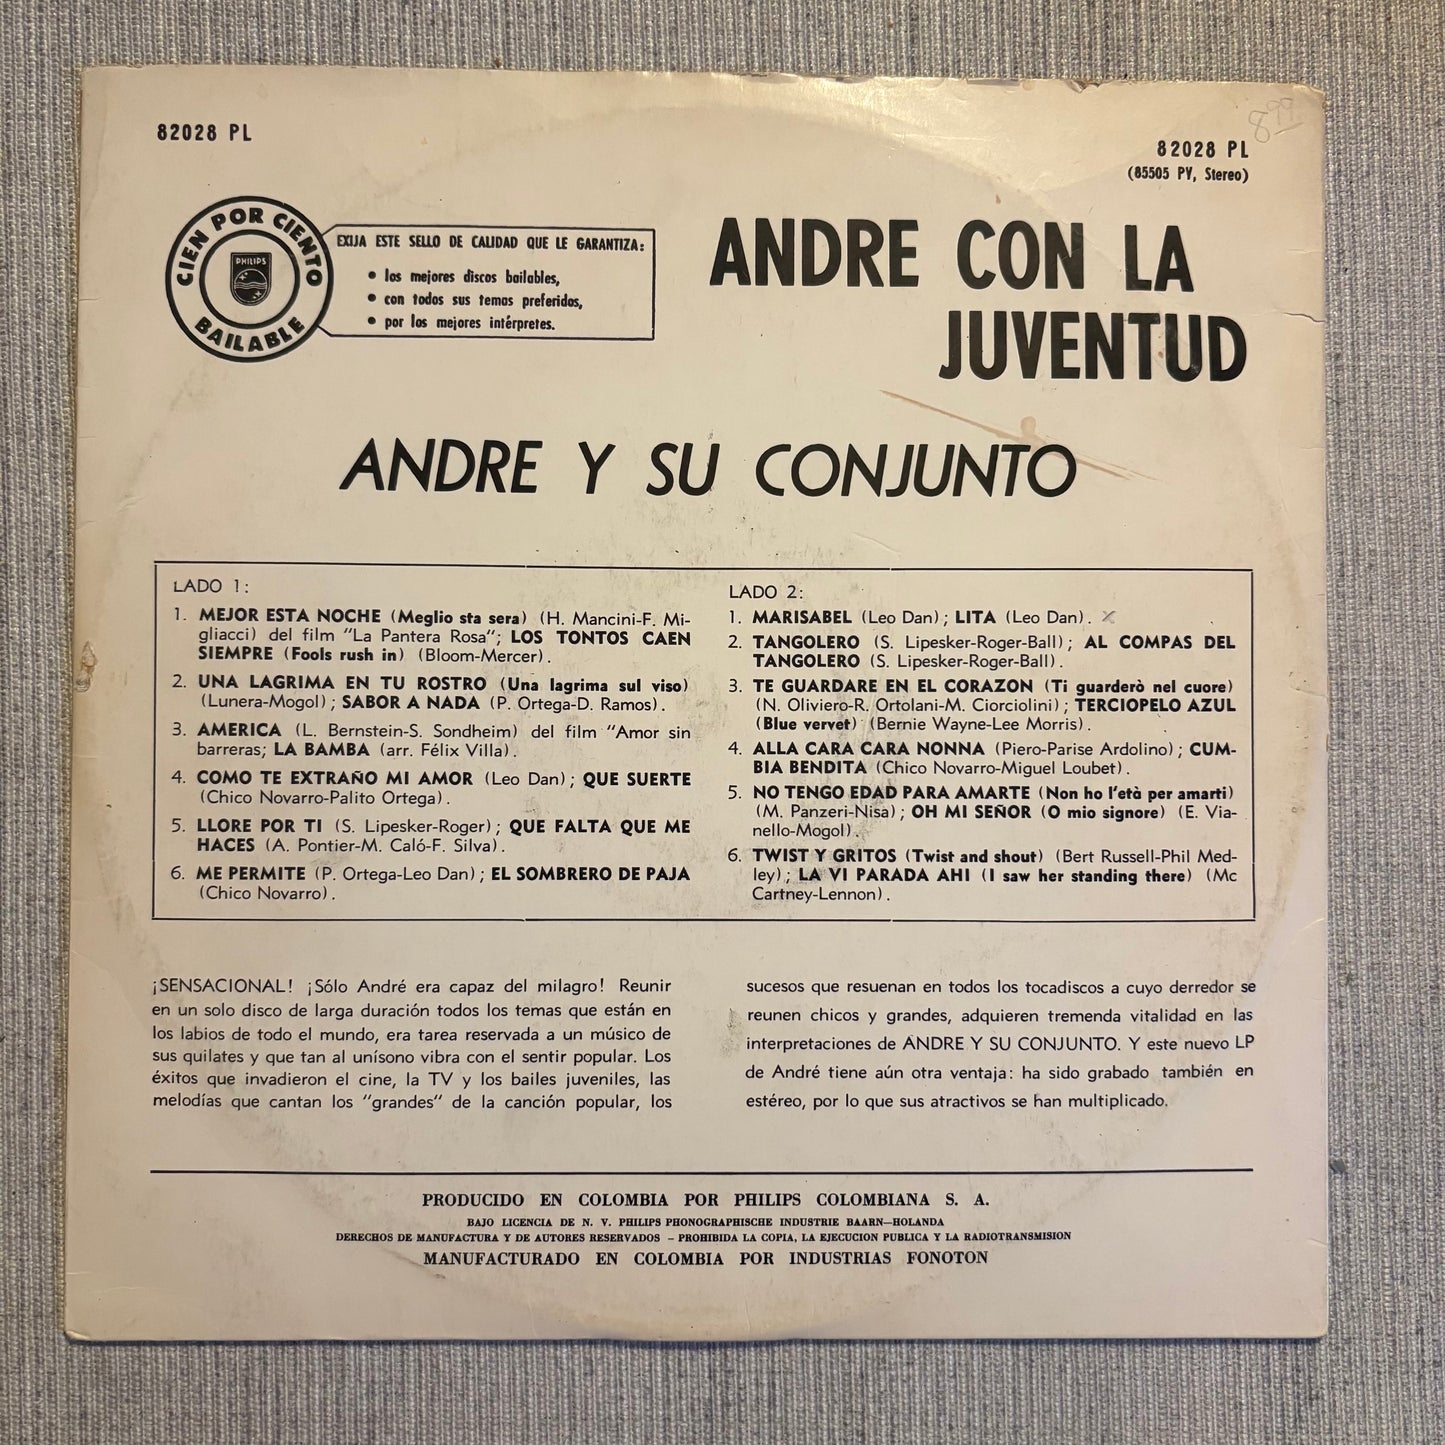 82028 PL
82028 PL
(85505 PV, Stereo)
8.99
CIEN POR CIENTO
BAILABLE
PHILIPS
EXIJA ESTE SELLO DE CALIDAD QUE LE GARANTIZA:
• los mejores discos bailables,
• con todos sus temas preferidos,
• por los mejores intérpretes.
ANDRE CON LA
JUVENTUD
ANDRE Y SU CONJUNTO
LADO 1:
1. MEJOR ESTA NOCHE (Meglio sta sera) (H. Mancini-F. Mi-
gliacci) del film "La Pantera Rosa"; LOS TONTOS CAEN
SIEMPRE (Fools rush in) (Bloom-Mercer).
2. UNA LAGRIMA EN TU ROSTRO (Una lagrima sul viso)
(Lunera-Mogol); SABOR A NADA (P. Ortega-D. Ramos).
3. AMERICA (L. Bernstein-S. Sondheim) del film "Amor sin
barreras; LA BAMBA (arr. Félix Villa).
4. COMO TE EXTRAÑO MI AMOR (Leo Dan); QUE SUERTE
(Chico Novarro-Palito Ortega).
5. LLORE POR TI (S. Lipesker-Roger); QUE FALTA QUE ME
HACES (A. Pontier-M. Caló-F. Silva).
6. ME PERMITE (P. Ortega-Leo Dan); EL SOMBRERO DE PAJA
(Chico Novarro).
LADO 2:
1. MARISABEL (Leo Dan); LITA (Leo Dan). x
2. TANGOLERO (S. Lipesker-Roger-Ball); AL COMPAS DEL
TANGOLERO (S. Lipesker-Roger-Ball).
3. TE GUARDARE EN EL CORAZON (Ti guarderò nel cuore)
(N. Oliviero-R. Ortolani-M. Ciorciolini); TERCIOPELO AZUL
(Blue vervet) (Bernie Wayne-Lee Morris).
4. ALLA CARA CARA NONNA (Piero-Parise Ardolino); CUM-
BIA BENDITA (Chico Novarro-Miguel Loubet).
5. NO TENGO EDAD PARA AMARTE (Non ho l'età per amarti)
(M. Panzeri-Nisa); OH MI SEÑOR (O mio signore) (E. Via-
nello-Mogol).
6. TWIST Y GRITOS (Twist and shout) (Bert Russell-Phil Med-
ley); LA VI PARADA AHI (I saw her standing there) (Mc
Cartney-Lennon).
¡SENSACIONAL! ¡Sólo André era capaz del milagro! Reunir
en un solo disco de larga duración todos los temas que están en
los labios de todo el mundo, era tarea reservada a un músico de
sus quilates y que tan al unísono vibra con el sentir popular. Los
éxitos que invadieron el cine, la TV y los bailes juveniles, las
melodías que cantan los "grandes" de la canción popular, los
sucesos que resuenan en todos los tocadiscos a cuyo derredor se
reunen chicos y grandes, adquieren tremenda vitalidad en las
interpretaciones de ANDRE Y SU CONJUNTO. Y este nuevo LP
de André tiene aún otra ventaja: ha sido grabado también en
estéreo, por lo que sus atractivos se han multiplicado.
PRODUCIDO EN COLOMBIA POR PHILIPS COLOMBIANA S. A.
BAJO LICENCIA DE N. V. PHILIPS PHONOGRAPHISCHE INDUSTRIE BAARN—HOLANDA
DERECHOS DE MANUFACTURA Y DE AUTORES RESERVADOS - PROHIBIDA LA COPIA, LA EJECUCION PUBLICA Y LA RADIOTRANSMISION
MANUFACTURADO EN COLOMBIA POR INDUSTRIAS FONOTON